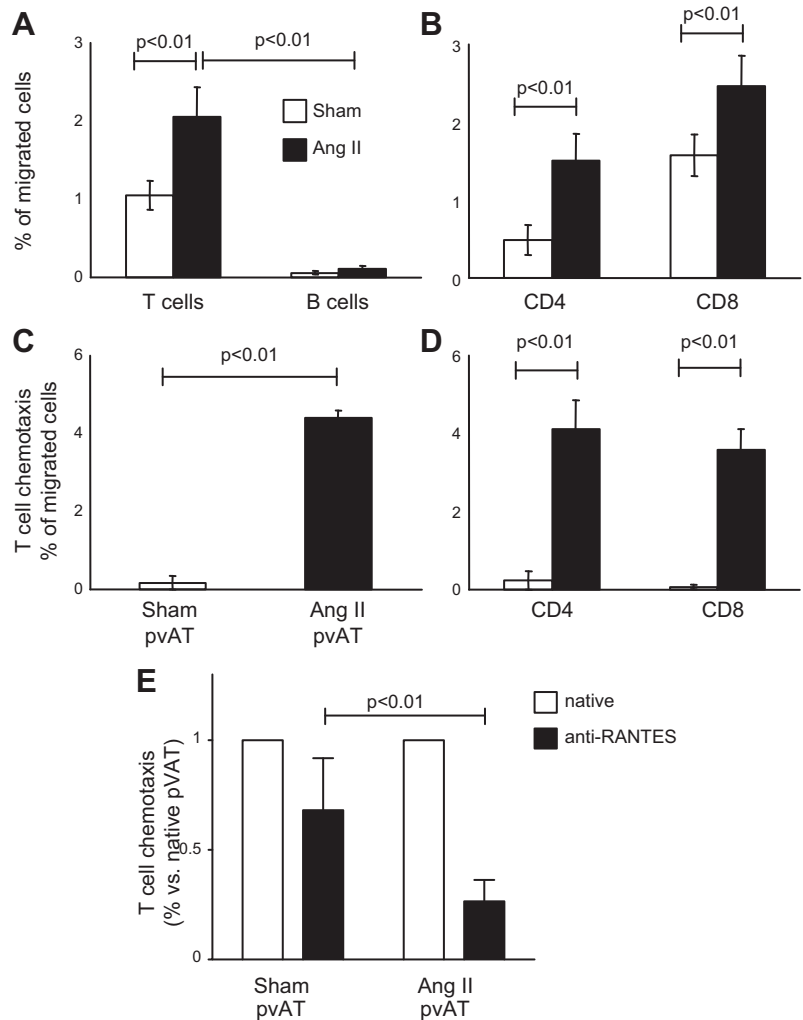 A
p<0.01
p<0.01
3
2
1
0
% of migrated cells
Sham
Ang II
T cells
B cells
B
p<0.01
p<0.01
3
2
1
0
CD4
CD8
C
p<0.01
6
4
2
0
T cell chemotaxis
% of migrated cells
Sham
pvAT
Ang II
pvAT
D
p<0.01
p<0.01
6
4
2
0
CD4
CD8
E
p<0.01
1
0.5
0
T cell chemotaxis
(% vs. native pVAT)
native
anti-RANTES
Sham
pvAT
Ang II
pvAT